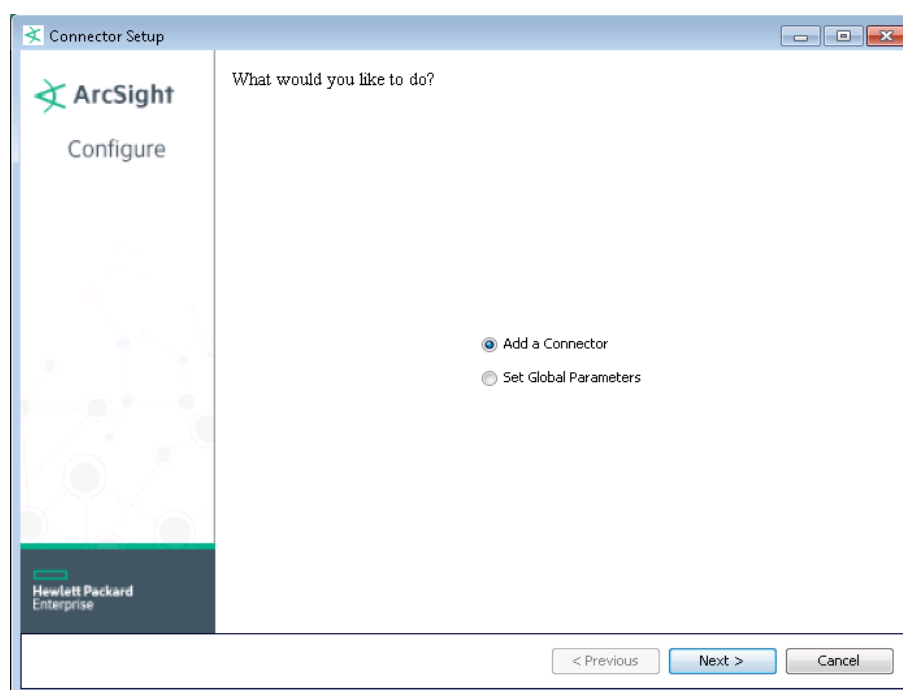 Connector Setup
ArcSight
Configure
What would you like to do?
Add a Connector
Set Global Parameters
Hewlett Packard
Enterprise
< Previous
Next >
Cancel